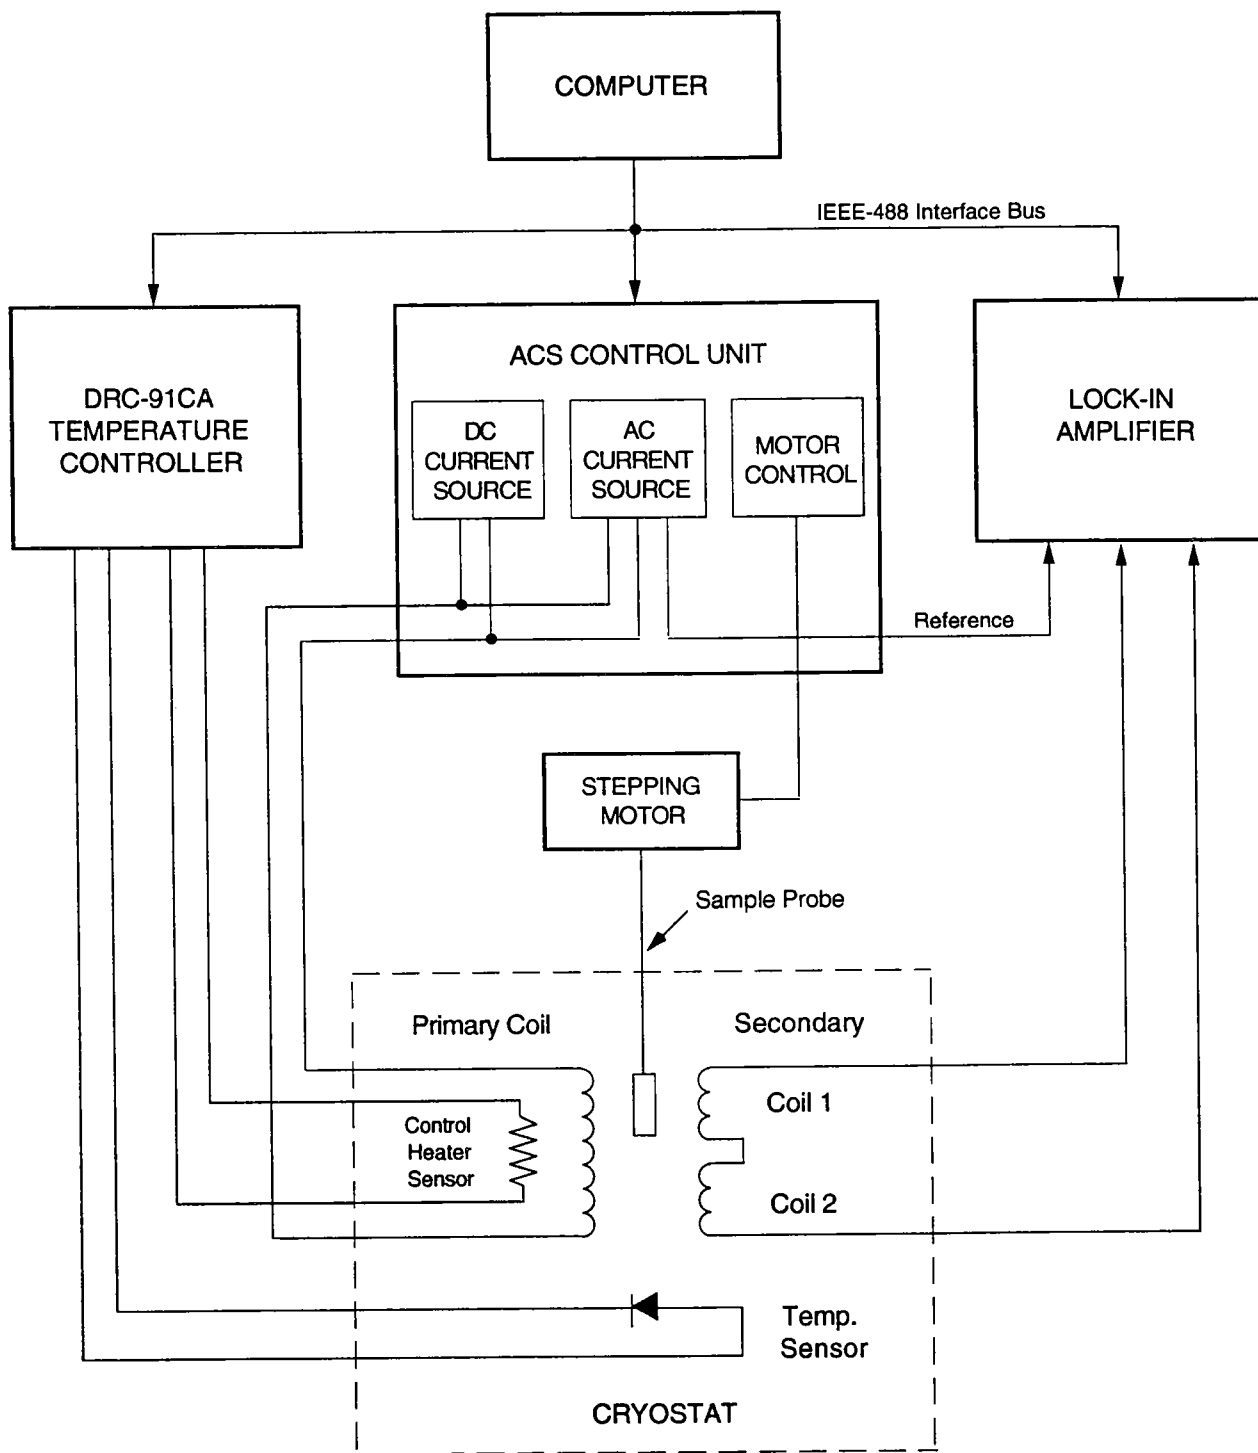 COMPUTER
IEEE-488 Interface Bus
DRC-91CA
TEMPERATURE
CONTROLLER
ACS CONTROL UNIT
DC
CURRENT
SOURCE
AC
CURRENT
SOURCE
MOTOR
CONTROL
LOCK-IN
AMPLIFIER
Reference
STEPPING
MOTOR
Sample Probe
Primary Coil
Secondary
Control
Heater
Sensor
Coil 1
Coil 2
Temp.
Sensor
CRYOSTAT